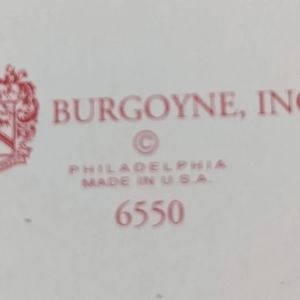 BURGOYNE, INC
©
PHILADELPHIA
MADE IN U.S.A.
6550